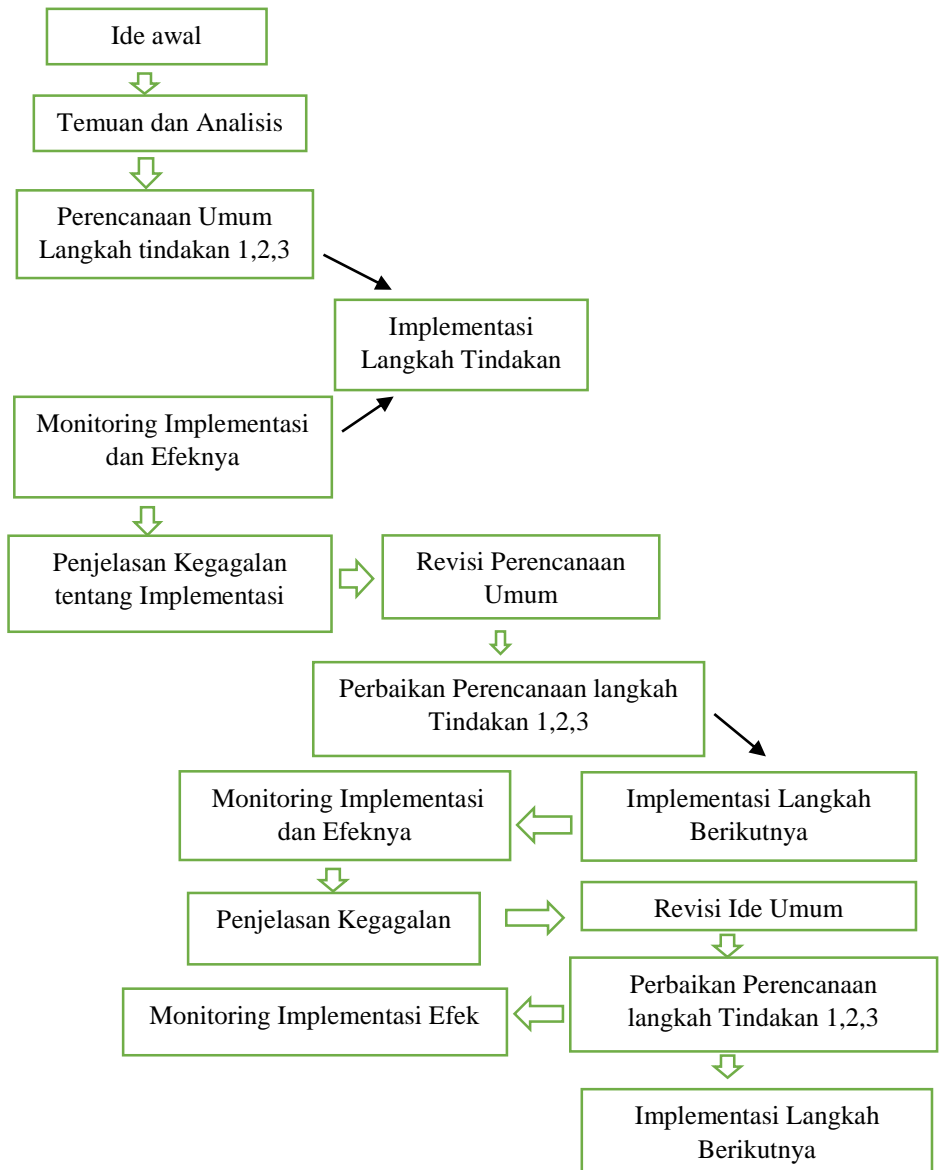 Ide awal
Temuan dan Analisis
Perencanaan Umum
Langkah tindakan 1,2,3
Implementasi
Langkah Tindakan
Monitoring Implementasi
dan Efeknya
Penjelasan Kegagalan
tentang Implementasi
Revisi Perencanaan
Umum
Perbaikan Perencanaan langkah
Tindakan 1,2,3
Implementasi Langkah
Berikutnya
Monitoring Implementasi
dan Efeknya
Penjelasan Kegagalan
Revisi Ide Umum
Perbaikan Perencanaan
langkah Tindakan 1,2,3
Monitoring Implementasi Efek
Implementasi Langkah
Berikutnya